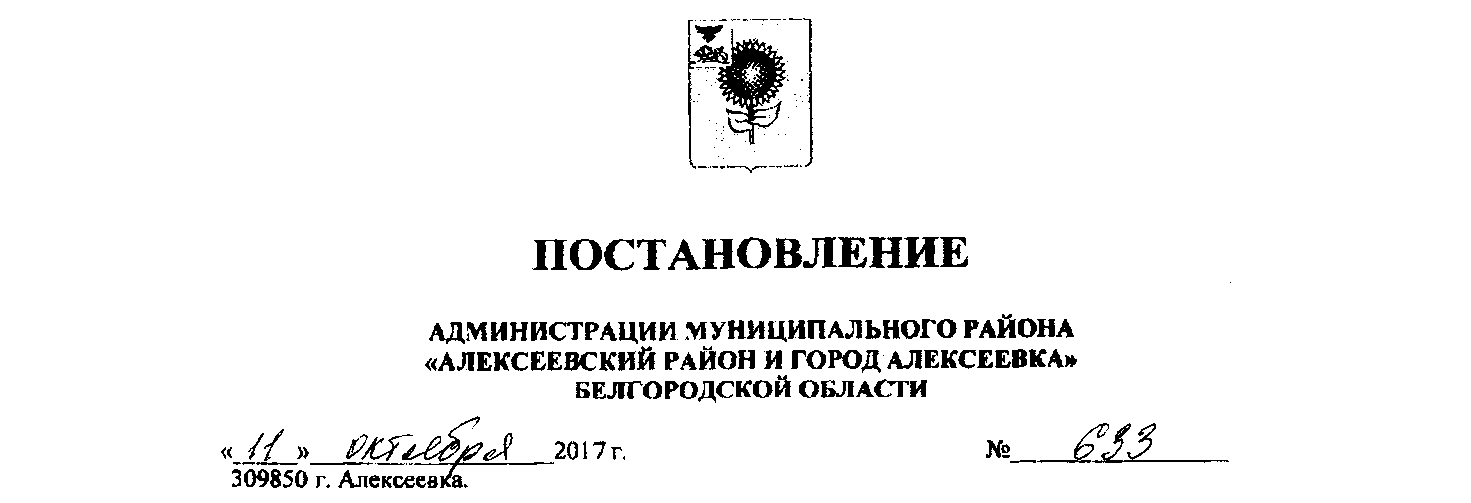 ПОСТАНОВЛЕНИЕ
АДМИНИСТРАЦИИ МУНИЦИПАЛЬНОГО РАЙОНА
«АЛЕКСЕЕВСКИЙ РАЙОН И ГОРОД АЛЕКСЕЕВКА»
БЕЛГОРОДСКОЙ ОБЛАСТИ
«11» октября 2017 г. № 633
309850 г. Алексеевка.